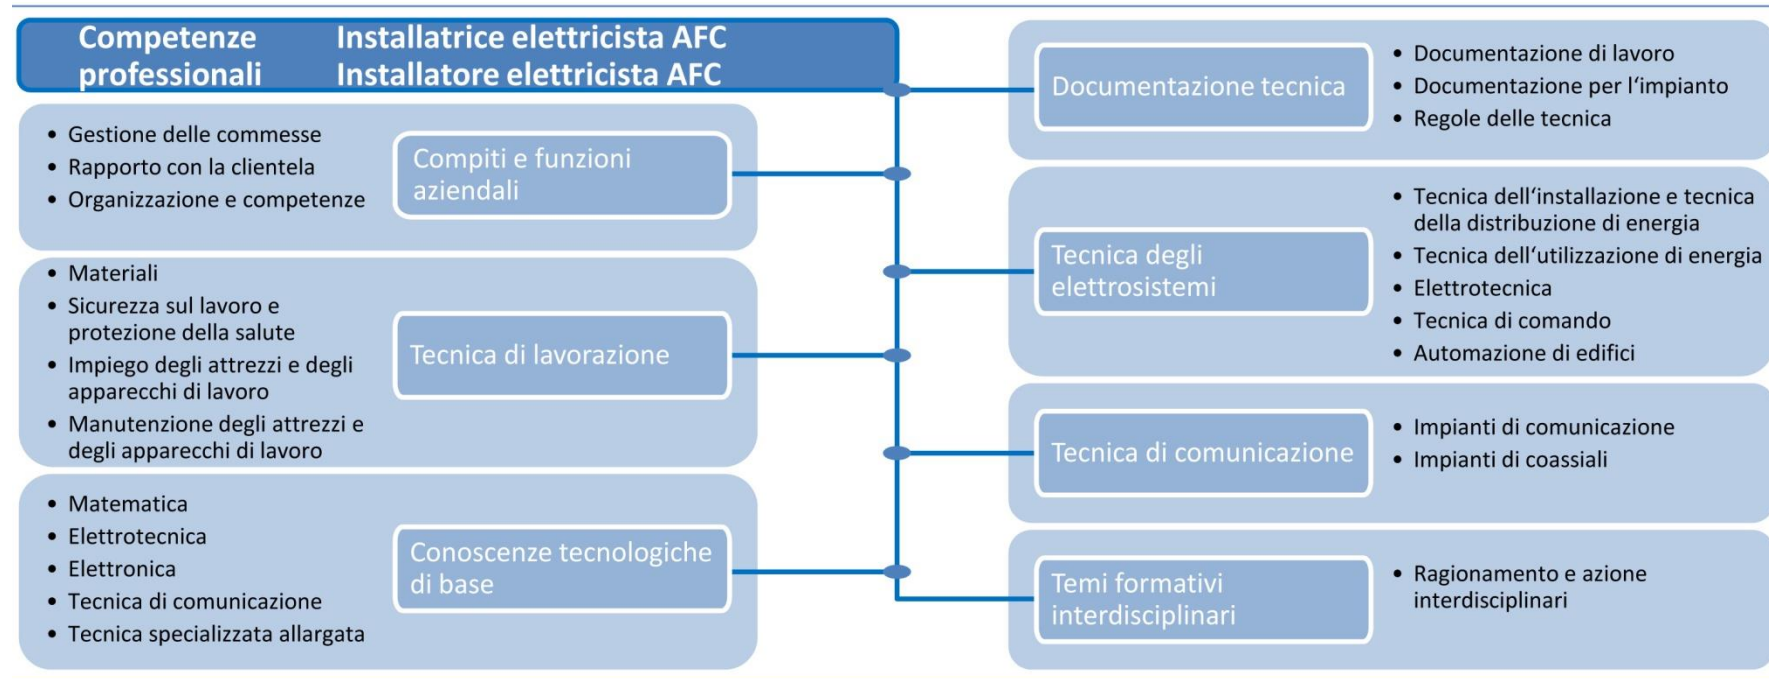 Competenze professionali
Installatrice elettricista AFC
Installatore elettricista AFC
• Gestione delle commesse
• Rapporto con la clientela
• Organizzazione e competenze
Compiti e funzioni
aziendali
• Materiali
• Sicurezza sul lavoro e
protezione della salute
• Impiego degli attrezzi e degli
apparecchi di lavoro
• Manutenzione degli attrezzi e
degli apparecchi di lavoro
Tecnica di lavorazione
• Matematica
• Elettrotecnica
• Elettronica
• Tecnica di comunicazione
• Tecnica specializzata allargata
Conoscenze tecnologiche
di base
Documentazione tecnica
• Documentazione di lavoro
• Documentazione per l‘impianto
• Regole delle tecnica
Tecnica degli
elettrosistemi
• Tecnica dell‘installazione e tecnica
della distribuzione di energia
• Tecnica dell‘utilizzazione di energia
• Elettrotecnica
• Tecnica di comando
• Automazione di edifici
Tecnica di comunicazione
• Impianti di comunicazione
• Impianti di coassiali
Temi formativi
interdisciplinari
• Ragionamento e azione
interdisciplinari